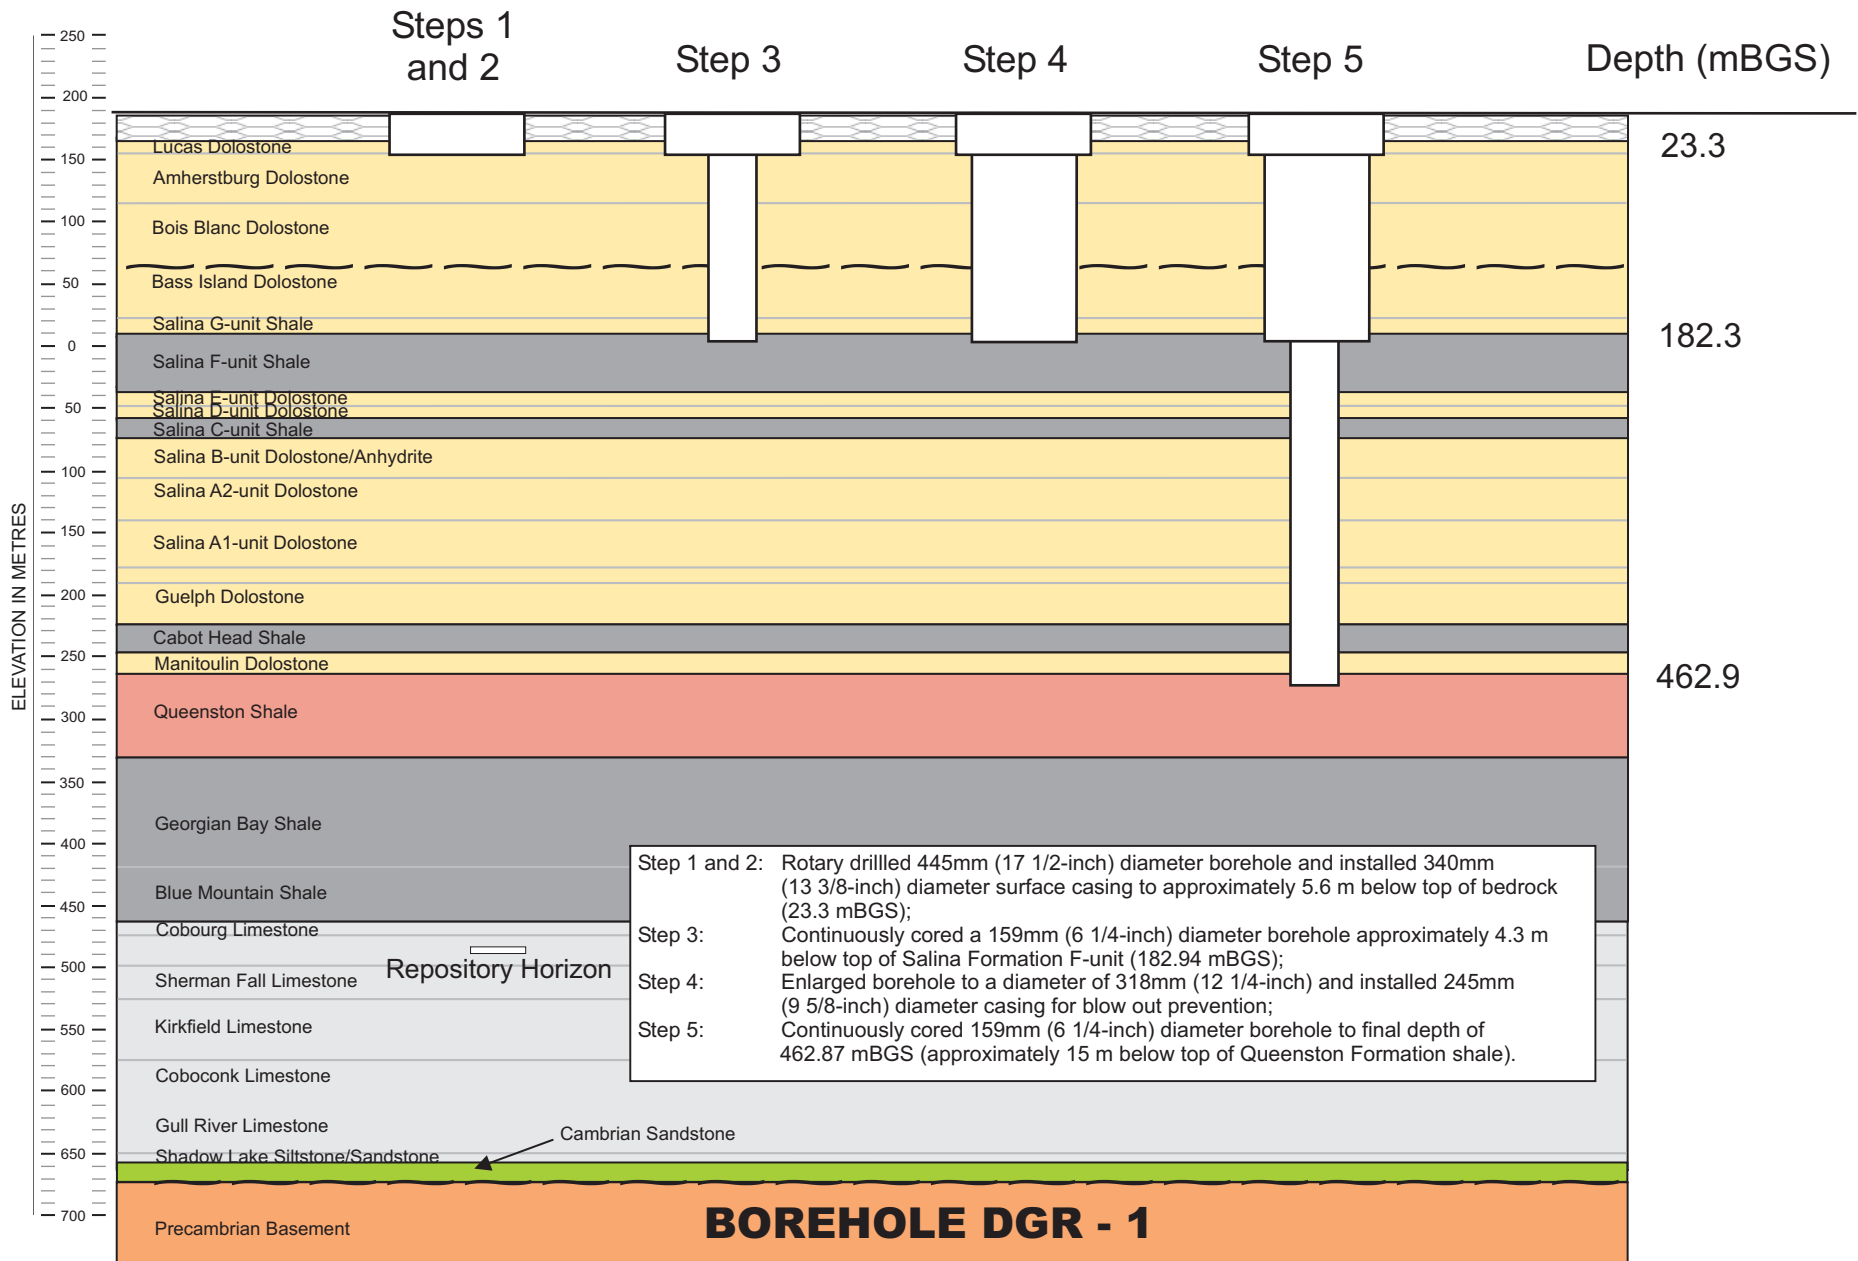 Steps 1
and 2
Step 3
Step 4
Step 5
Depth (mBGS)
ELEVATION IN METRES
250
200
150
100
50
0
50
100
150
200
250
300
350
400
450
500
550
600
650
700
Lucas Dolostone
Amherstburg Dolostone
Bois Blanc Dolostone
Bass Island Dolostone
Salina G-unit Shale
Salina F-unit Shale
Salina E-unit Dolostone
Salina D-unit Dolostone
Salina C-unit Shale
Salina B-unit Dolostone/Anhydrite
Salina A2-unit Dolostone
Salina A1-unit Dolostone
Guelph Dolostone
Cabot Head Shale
Manitoulin Dolostone
Queenston Shale
Georgian Bay Shale
Blue Mountain Shale
Cobourg Limestone
Sherman Fall Limestone
Kirkfield Limestone
Coboconk Limestone
Gull River Limestone
Shadow Lake Siltstone/Sandstone
Precambrian Basement
23.3
182.3
462.9
Repository Horizon
Cambrian Sandstone
Step 1 and 2: Rotary drillled 445mm (17 1/2-inch) diameter borehole and installed 340mm
(13 3/8-inch) diameter surface casing to approximately 5.6 m below top of bedrock
(23.3 mBGS);
Step 3: Continuously cored a 159mm (6 1/4-inch) diameter borehole approximately 4.3 m
below top of Salina Formation F-unit (182.94 mBGS);
Step 4: Enlarged borehole to a diameter of 318mm (12 1/4-inch) and installed 245mm
(9 5/8-inch) diameter casing for blow out prevention;
Step 5: Continuously cored 159mm (6 1/4-inch) diameter borehole to final depth of
462.87 mBGS (approximately 15 m below top of Queenston Formation shale).
BOREHOLE DGR - 1